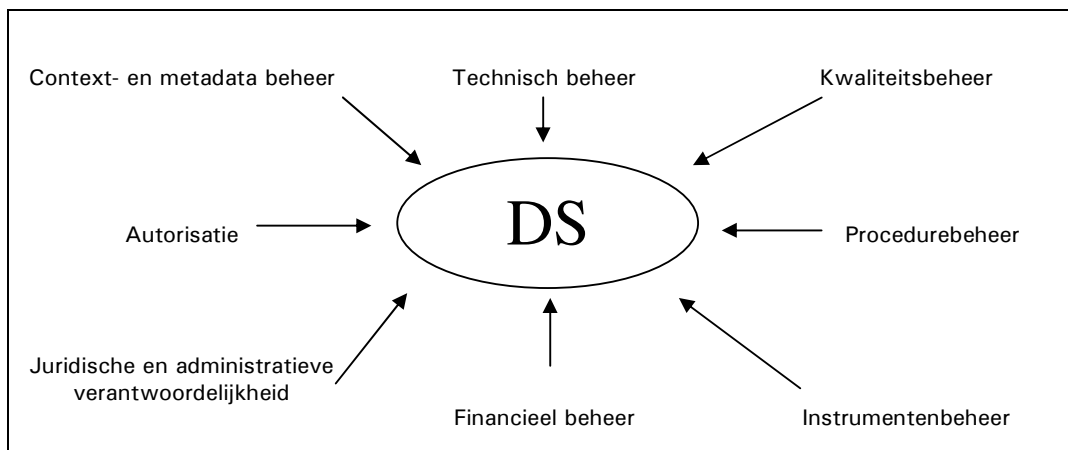 Context- en metadata beheer
Technisch beheer
Kwaliteitsbeheer
DS
Autorisatie
Procedurebeheer
Juridische en administratieve
verantwoordelijkheid
Financieel beheer
Instrumentenbeheer